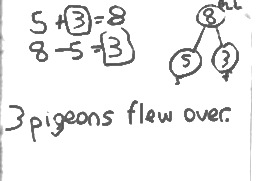 5 + 3 = 8
8 - 5 = 3
8
5 3
3 pigeons flew over.